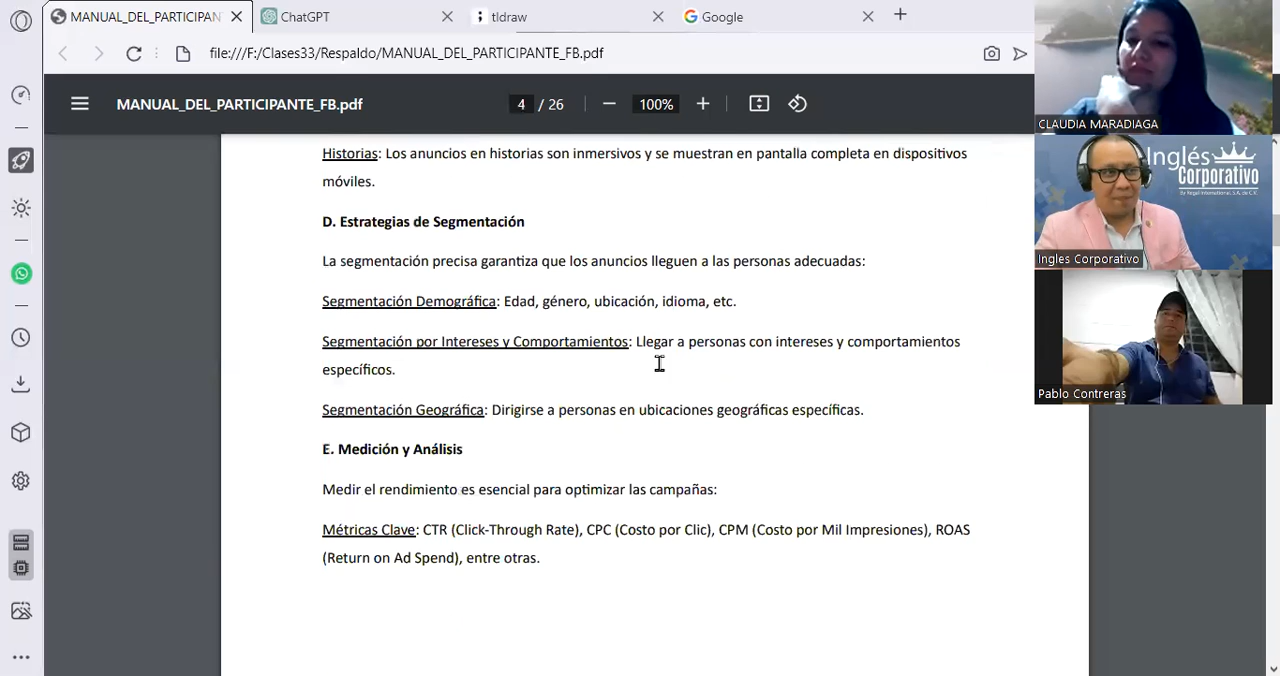 MANUAL_DEL_PARTICIPAN
ChatGPT
tldraw
Google
file:///F:/Clases33/Respaldo/MANUAL_DEL_PARTICIPANTE_FB.pdf
MANUAL_DEL_PARTICIPANTE_FB.pdf
4 / 26
100%
Historias: Los anuncios en historias son inmersivos y se muestran en pantalla completa en dispositivos
móviles.
D. Estrategias de Segmentación
La segmentación precisa garantiza que los anuncios lleguen a las personas adecuadas:
Segmentación Demográfica: Edad, género, ubicación, idioma, etc.
Segmentación por Intereses y Comportamientos: Llegar a personas con intereses y comportamientos
específicos.
Segmentación Geográfica: Dirigirse a personas en ubicaciones geográficas específicas.
E. Medición y Análisis
Medir el rendimiento es esencial para optimizar las campañas:
Métricas Clave: CTR (Click-Through Rate), CPC (Costo por Clic), CPM (Costo por Mil Impresiones), ROAS
(Return on Ad Spend), entre otras.
CLAUDIA MARADIAGA
Inglés
Corporativo
Ingles Corporativo
Pablo Contreras